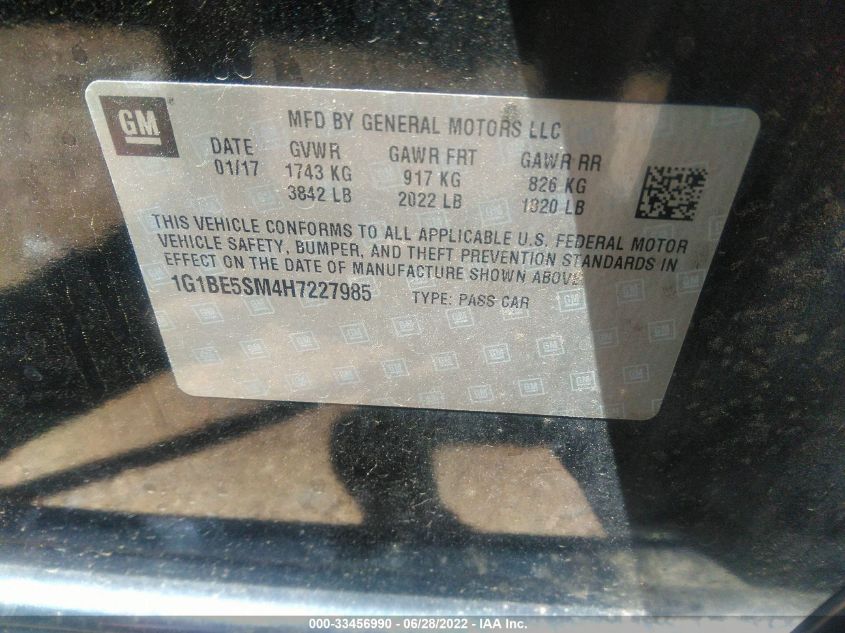 GM
MFD BY GENERAL MOTORS LLC
DATE GVWR GAWR FRT GAWR RR
01/17 1743 KG 917 KG 826 KG
3842 LB 2022 LB 1820 LB
THIS VEHICLE CONFORMS TO ALL APPLICABLE U.S. FEDERAL MOTOR
VEHICLE SAFETY, BUMPER, AND THEFT PREVENTION STANDARDS IN
EFFECT ON THE DATE OF MANUFACTURE SHOWN ABOVE
1G1BE5SM4H7227985 TYPE: PASS CAR
000-33456990 - 06/28/2022 - IAA Inc.